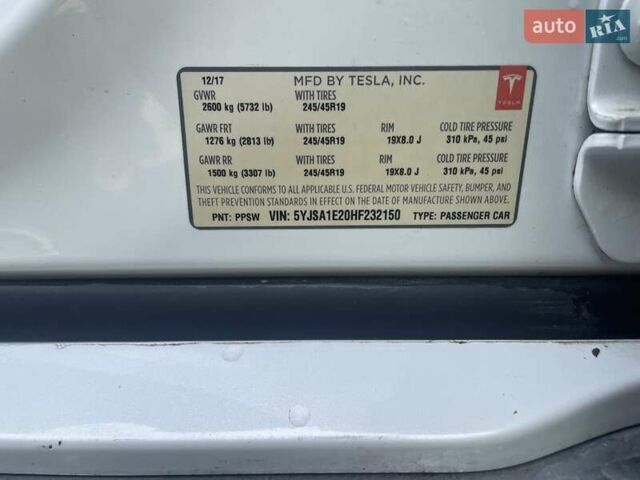 auto RIA
.com
12/17 MFD BY TESLA, INC.
GVWR WITH TIRES
2600 kg (5732 lb) 245/45R19
TESLA
GAWR FRT WITH TIRES RIM COLD TIRE PRESSURE
1276 kg (2813 lb) 245/45R19 19X8.0 J 310 kPa, 45 psi
GAWR RR WITH TIRES RIM COLD TIRE PRESSURE
1500 kg (3307 lb) 245/45R19 19X8.0 J 310 kPa, 45 psi
THIS VEHICLE CONFORMS TO ALL APPLICABLE U.S. FEDERAL MOTOR VEHICLE SAFETY, BUMPER, AND
THEFT PREVENTION STANDARDS IN EFFECT ON THE DATE OF MANUFACTURE SHOWN ABOVE.
PNT: PPSW VIN: 5YJSA1E20HF232150 TYPE: PASSENGER CAR